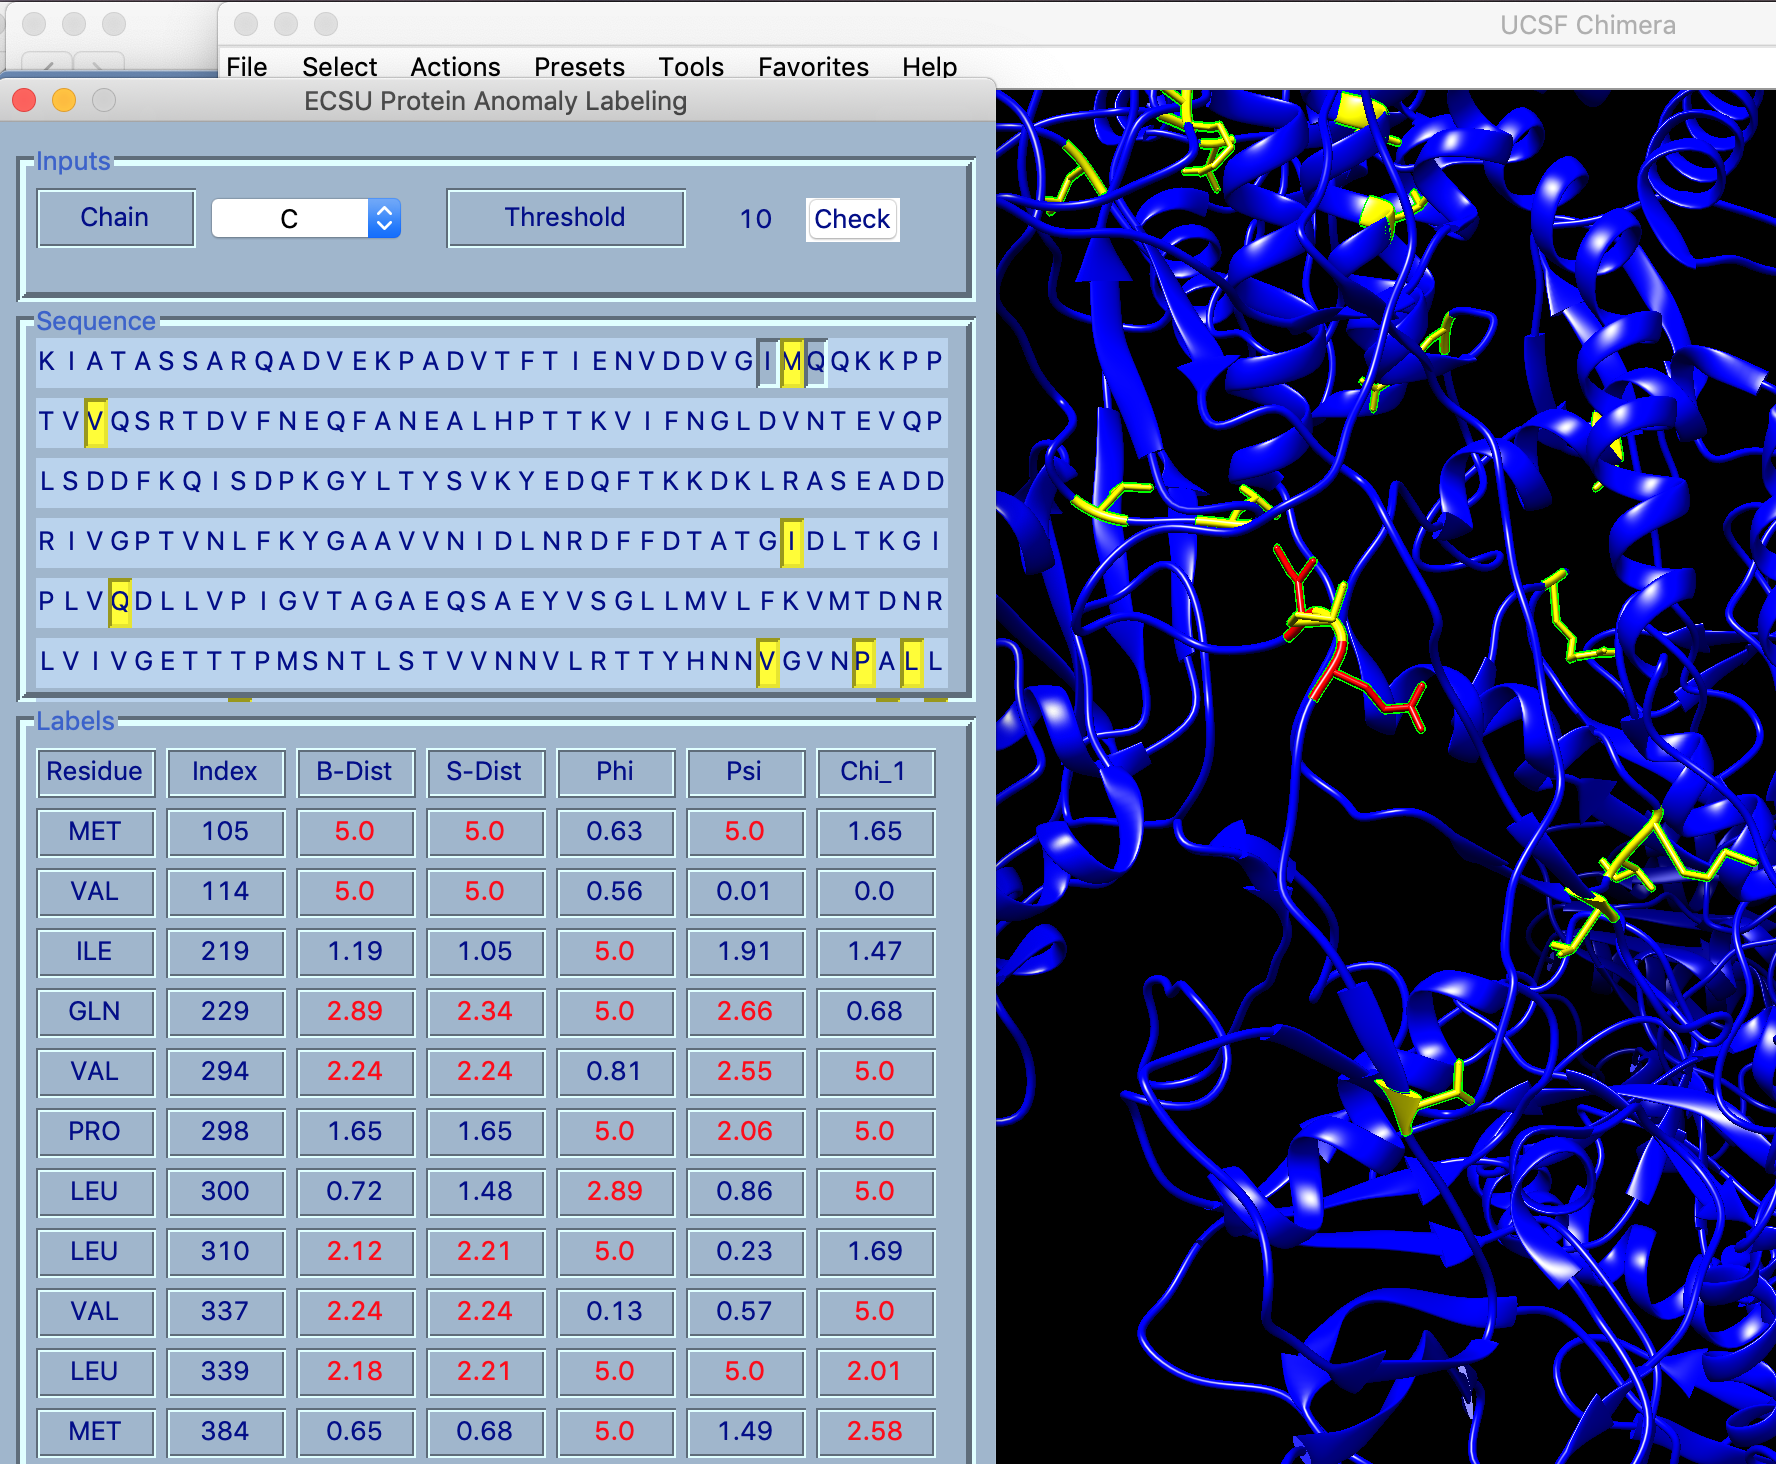 UCSF Chimera
File Select Actions Presets Tools Favorites Help
ECSU Protein Anomaly Labeling
Inputs
Chain C Threshold 10 Check
Sequence
K I A T A S S A R Q A D V E K P A D V T F T I E N V D D V G I M Q Q K K P P
T V V Q S R T D V F N E Q F A N E A L H P T T K V I F N G L D V N T E V Q P
L S D D F K Q I S D P K G Y L T Y S V K Y E D Q F T K K D K L R A S E A D D
R I V G P T V N L F K Y G A A V V N I D L N R D F F D T A T G I D L T K G I
P L V Q D L L V P I G V T A G A E Q S A E Y V S G L L M V L F K V M T D N R
L V I V G E T T T P M S N T L S T V V N N V L R T T Y H N N V G V N P A L L
Labels
Residue Index B-Dist S-Dist Phi Psi Chi_1
MET 105 5.0 5.0 0.63 5.0 1.65
VAL 114 5.0 5.0 0.56 0.01 0.0
ILE 219 1.19 1.05 5.0 1.91 1.47
GLN 229 2.89 2.34 5.0 2.66 0.68
VAL 294 2.24 2.24 0.81 2.55 5.0
PRO 298 1.65 1.65 5.0 2.06 5.0
LEU 300 0.72 1.48 2.89 0.86 5.0
LEU 310 2.12 2.21 5.0 0.23 1.69
VAL 337 2.24 2.24 0.13 0.57 5.0
LEU 339 2.18 2.21 5.0 5.0 2.01
MET 384 0.65 0.68 5.0 1.49 2.58